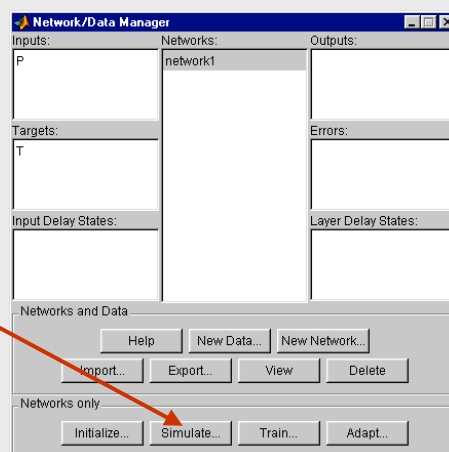 Network/Data Manager
Inputs: Networks: Outputs:
P network1
Targets: Errors:
T
Input Delay States: Layer Delay States:
Networks and Data
Help New Data... New Network...
Import... Export... View Delete
Networks only
Initialize... Simulate... Train... Adapt...